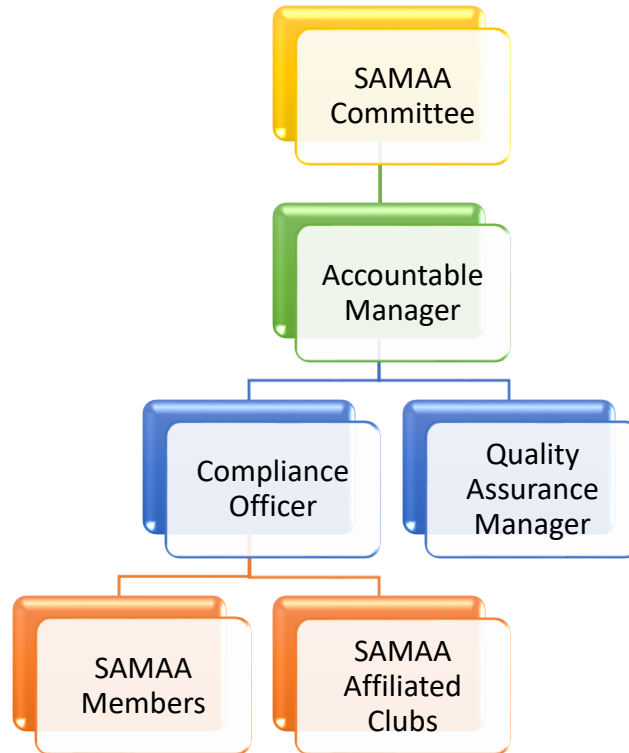 SAMAA
Committee
Accountable
Manager
Compliance
Officer
Quality
Assurance
Manager
SAMAA
Members
SAMAA
Affiliated
Clubs